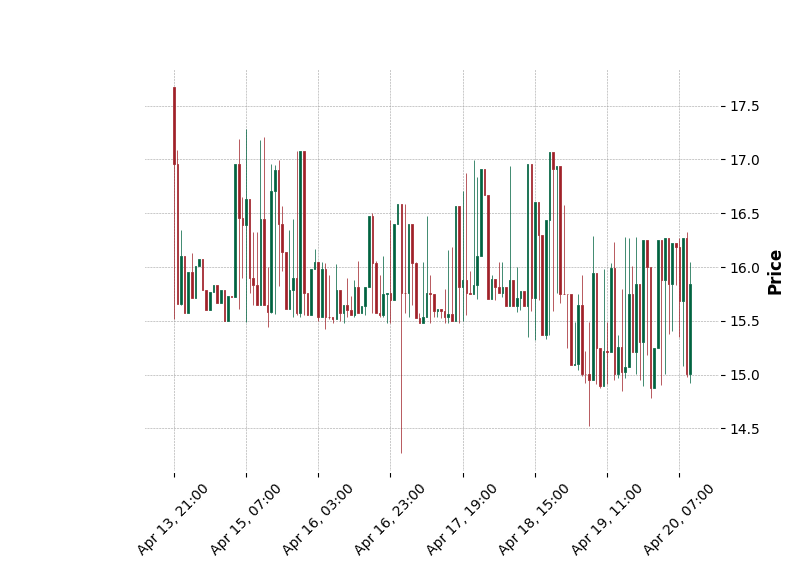 17.5
17.0
16.5
16.0
15.5
15.0
14.5
Price
Apr 13, 21:00
Apr 15, 07:00
Apr 16, 03:00
Apr 16, 23:00
Apr 17, 19:00
Apr 18, 15:00
Apr 19, 11:00
Apr 20, 07:00